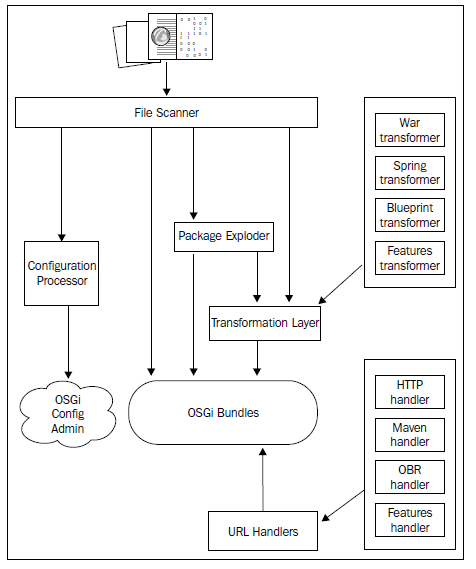 File Scanner
War
transformer
Spring
transformer
Blueprint
transformer
Features
transformer
Package Exploder
Configuration
Processor
Transformation Layer
OSGi
Config
Admin
OSGi Bundles
HTTP
handler
Maven
handler
OBR
handler
Features
handler
URL Handlers